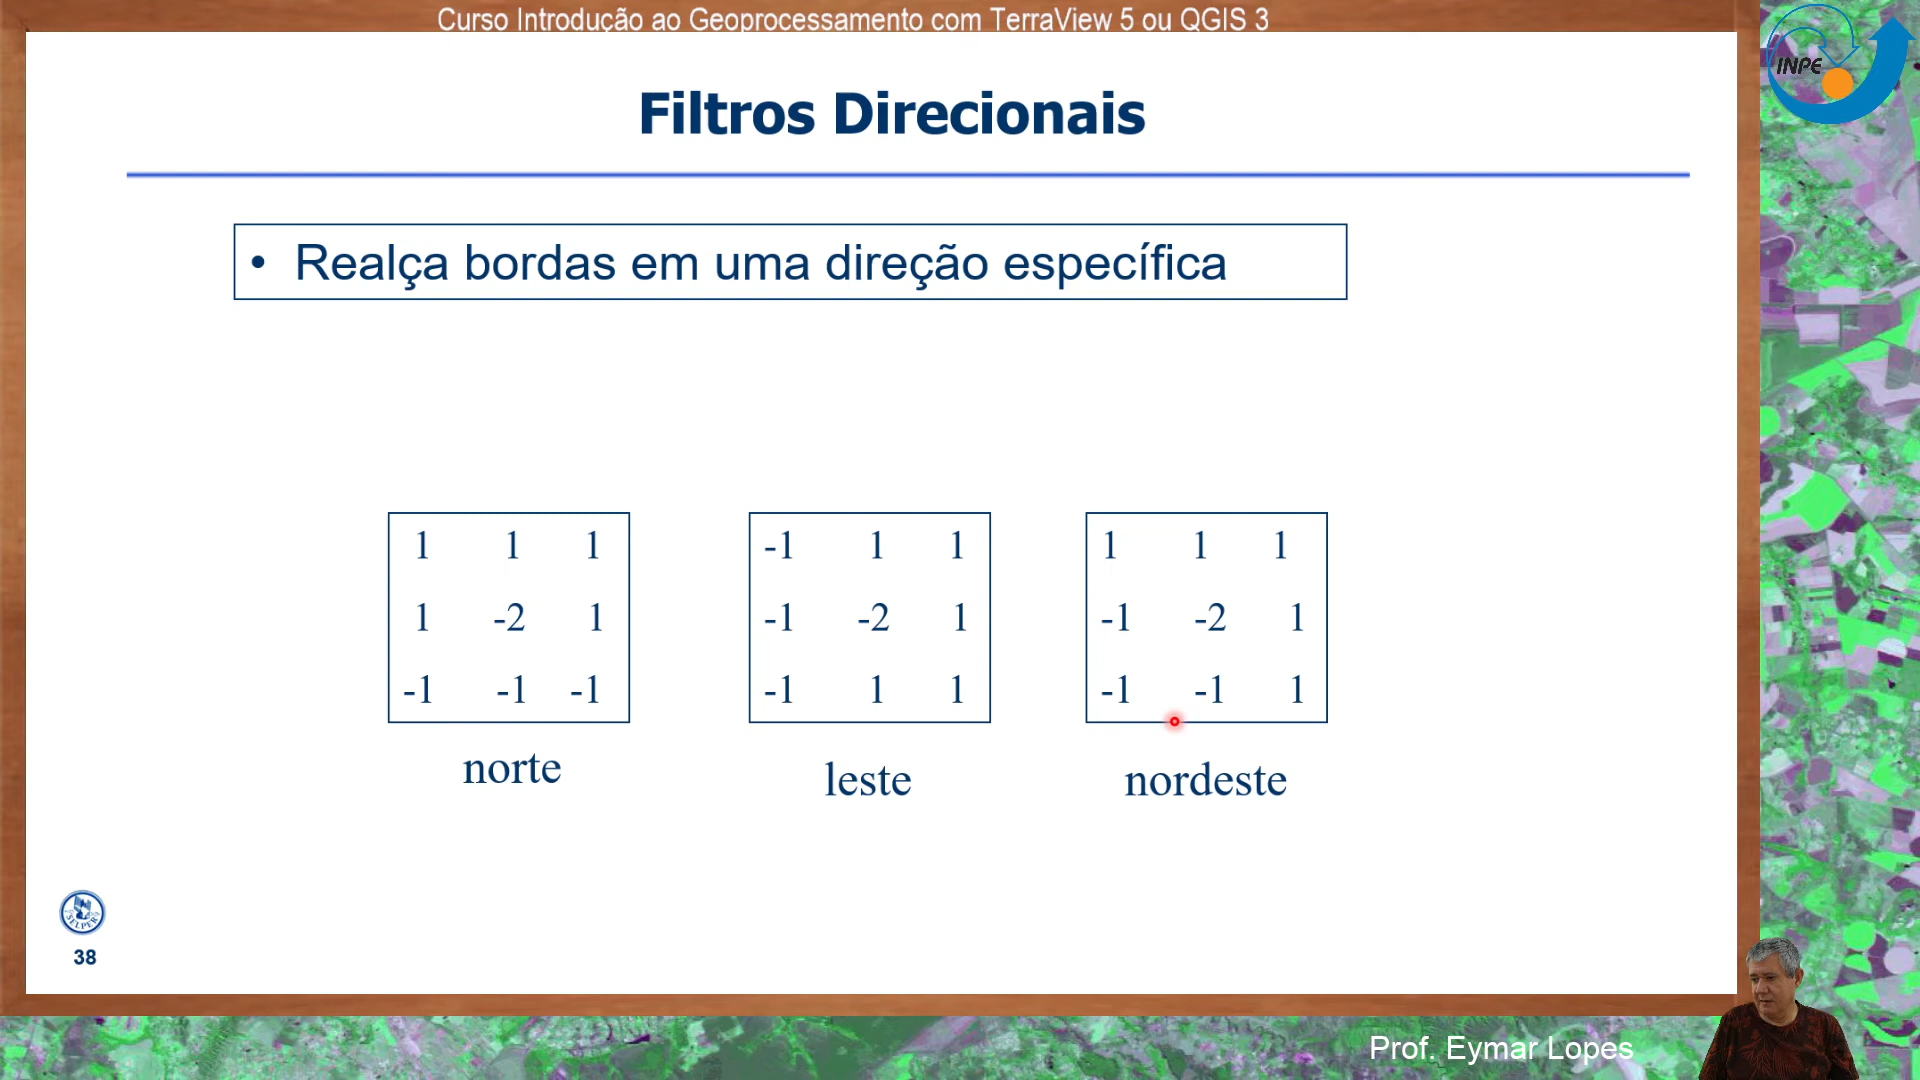 Curso Introdução ao Geoprocessamento com TerraView 5 ou QGIS 3
INPE
Filtros Direcionais
• Realça bordas em uma direção específica
1 1 1
1 -2 1
-1 -1 -1
norte
-1 1 1
-1 -2 1
-1 1 1
leste
1 1 1
-1 -2 1
-1 -1 1
nordeste
SELPER
38
Prof. Eymar Lopes